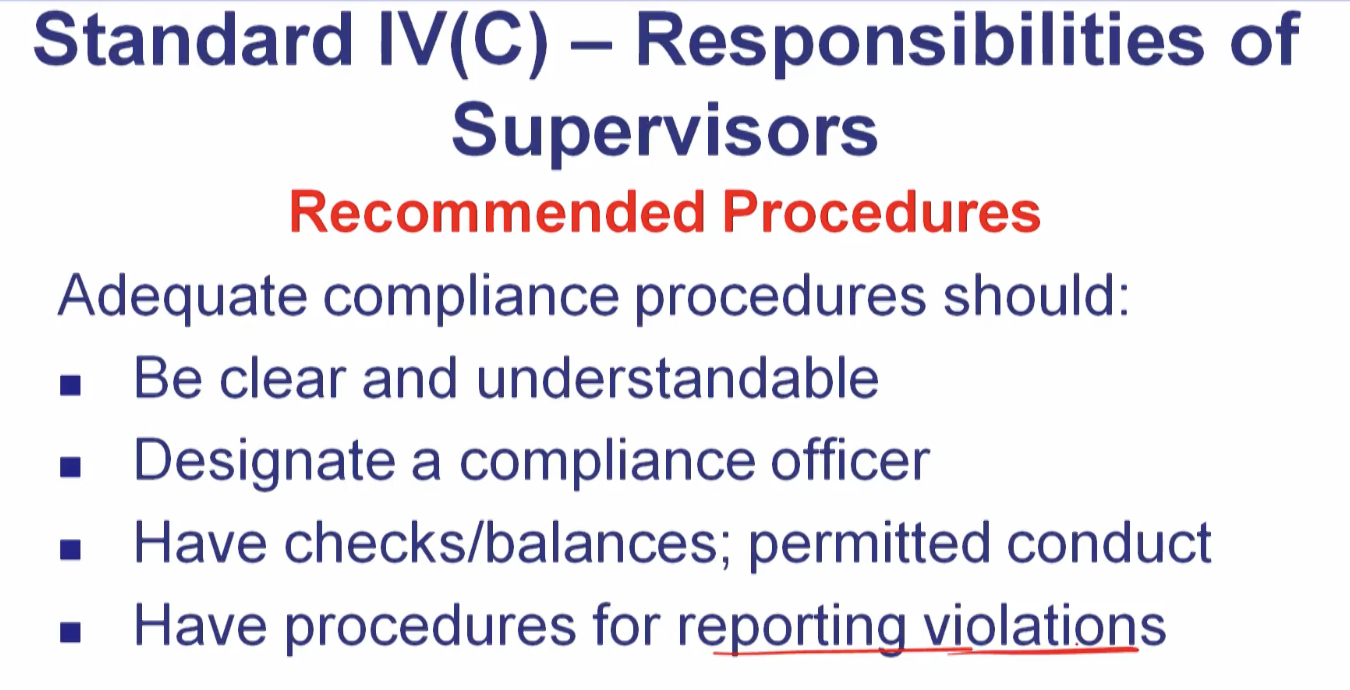 Standard IV(C) – Responsibilities of
Supervisors
Recommended Procedures
Adequate compliance procedures should:
▪ Be clear and understandable
▪ Designate a compliance officer
▪ Have checks/balances; permitted conduct
▪ Have procedures for reporting violations